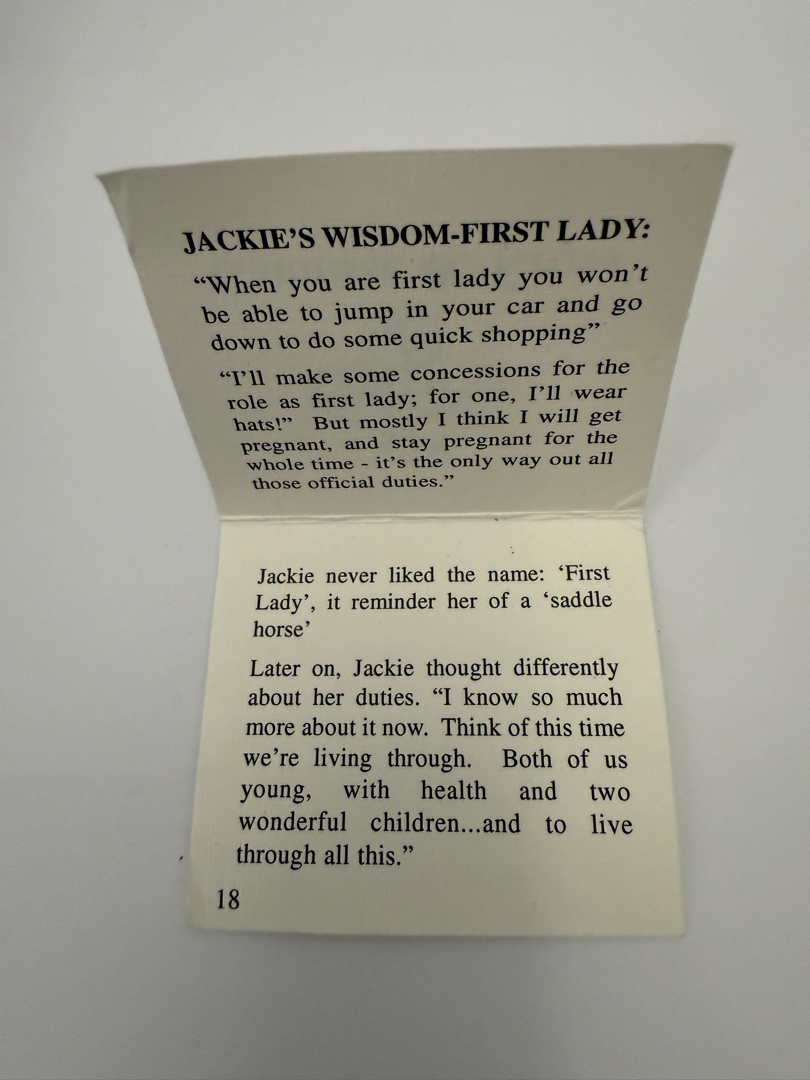 JACKIE'S WISDOM-FIRST LADY:
“When you are first lady you won't
be able to jump in your car and go
down to do some quick shopping”
“I'll make some concessions for the
role as first lady; for one, I'll wear
hats!” But mostly I think I will get
pregnant, and stay pregnant for the
whole time - it's the only way out all
those official duties.”
Jackie never liked the name: ‘First
Lady’, it reminder her of a ‘saddle
horse’
Later on, Jackie thought differently
about her duties. “I know so much
more about it now. Think of this time
we're living through. Both of us
young, with health and two
wonderful children...and to live
through all this.”
18